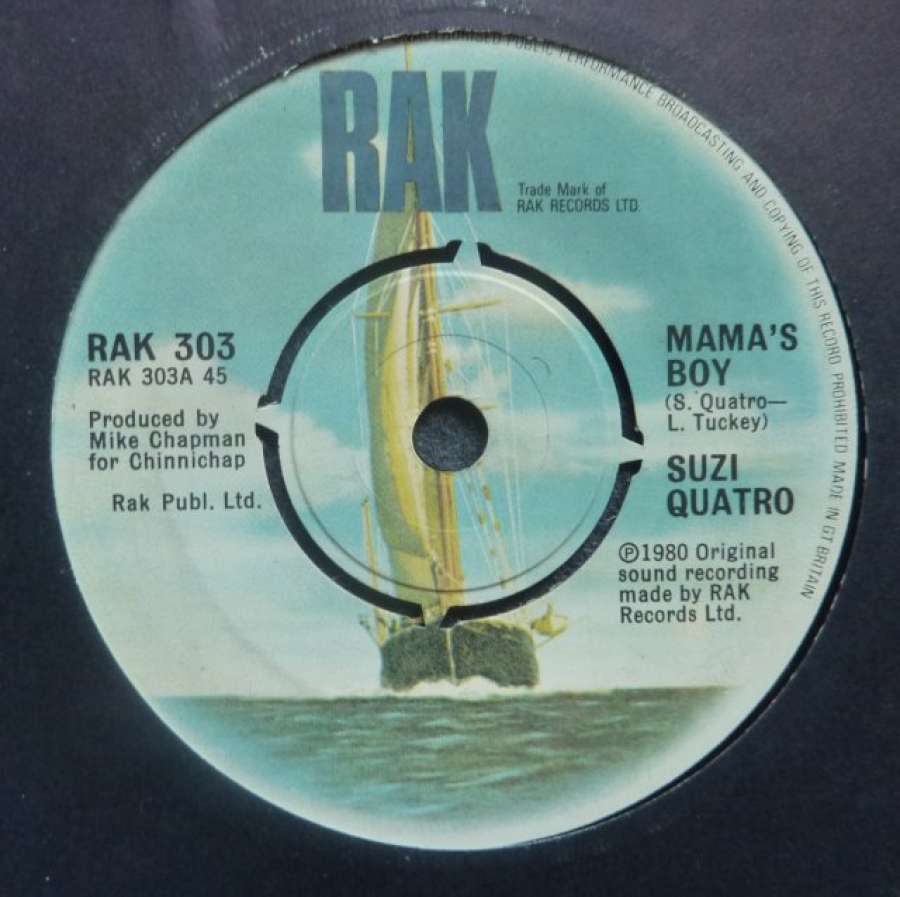 RAK
Trade Mark of
RAK RECORDS LTD.
RAK 303
RAK 303A 45
Produced by
Mike Chapman
for Chinnichap
Rak Publ. Ltd.
MAMA'S
BOY
(S. Quatro—
L. Tuckey)
SUZI
QUATRO
℗1980 Original
sound recording
made by RAK
Records Ltd.
PUBLIC PERFORMANCE BROADCASTING AND COPYING OF THIS RECORD PROHIBITED MADE IN GT BRITAIN